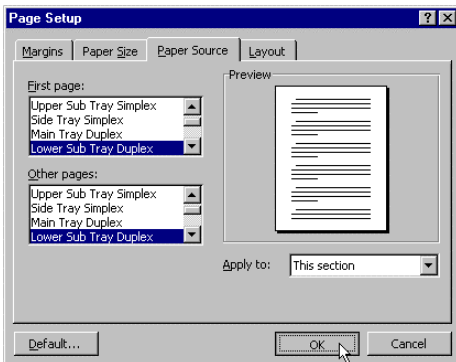 Page Setup
Margins
Paper Size
Paper Source
Layout
First page:
Upper Sub Tray Simplex
Side Tray Simplex
Main Tray Duplex
Lower Sub Tray Duplex
Other pages:
Upper Sub Tray Simplex
Side Tray Simplex
Main Tray Duplex
Lower Sub Tray Duplex
Preview
Apply to:
This section
Default...
OK
Cancel